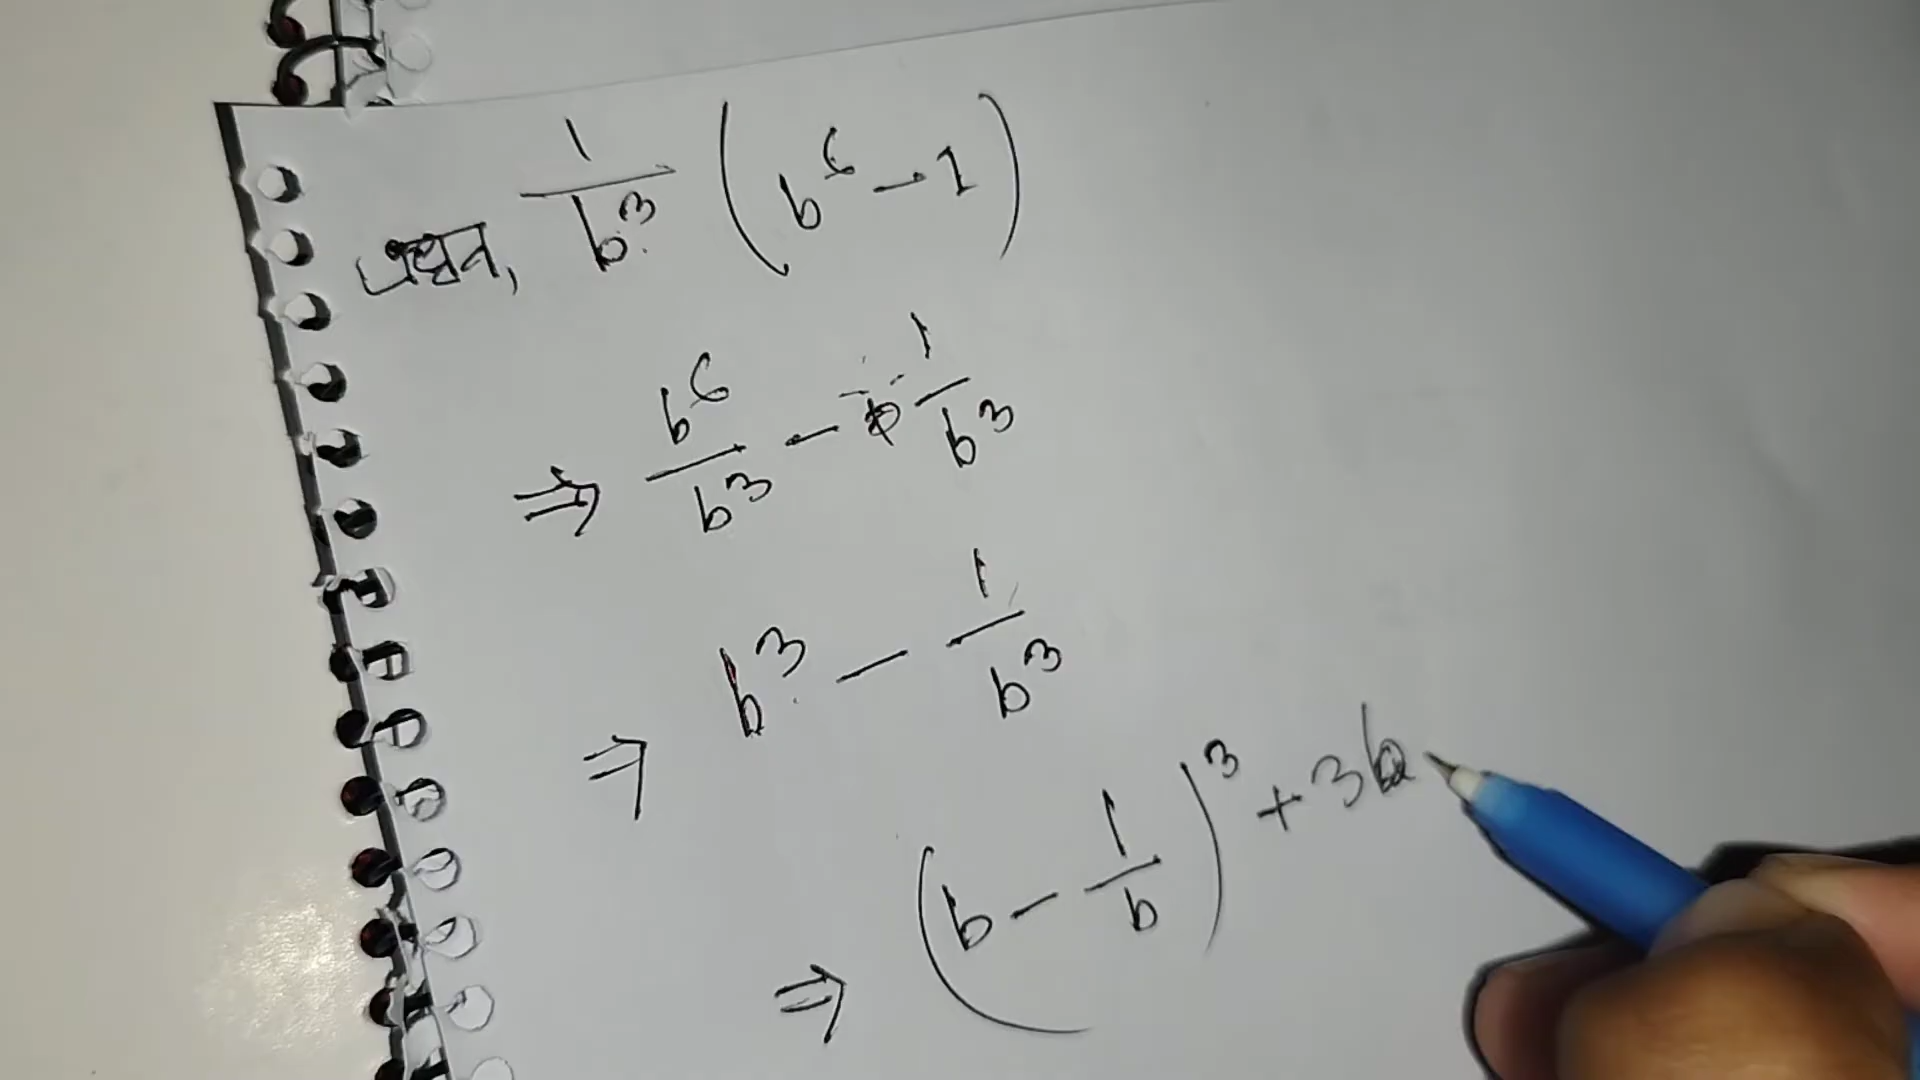 এখন, 1/b³ (b⁶ - 1)
⇒ b⁶/b³ - 1/b³
⇒ b³ - 1/b³
⇒ (b - 1/b)³ + 3b